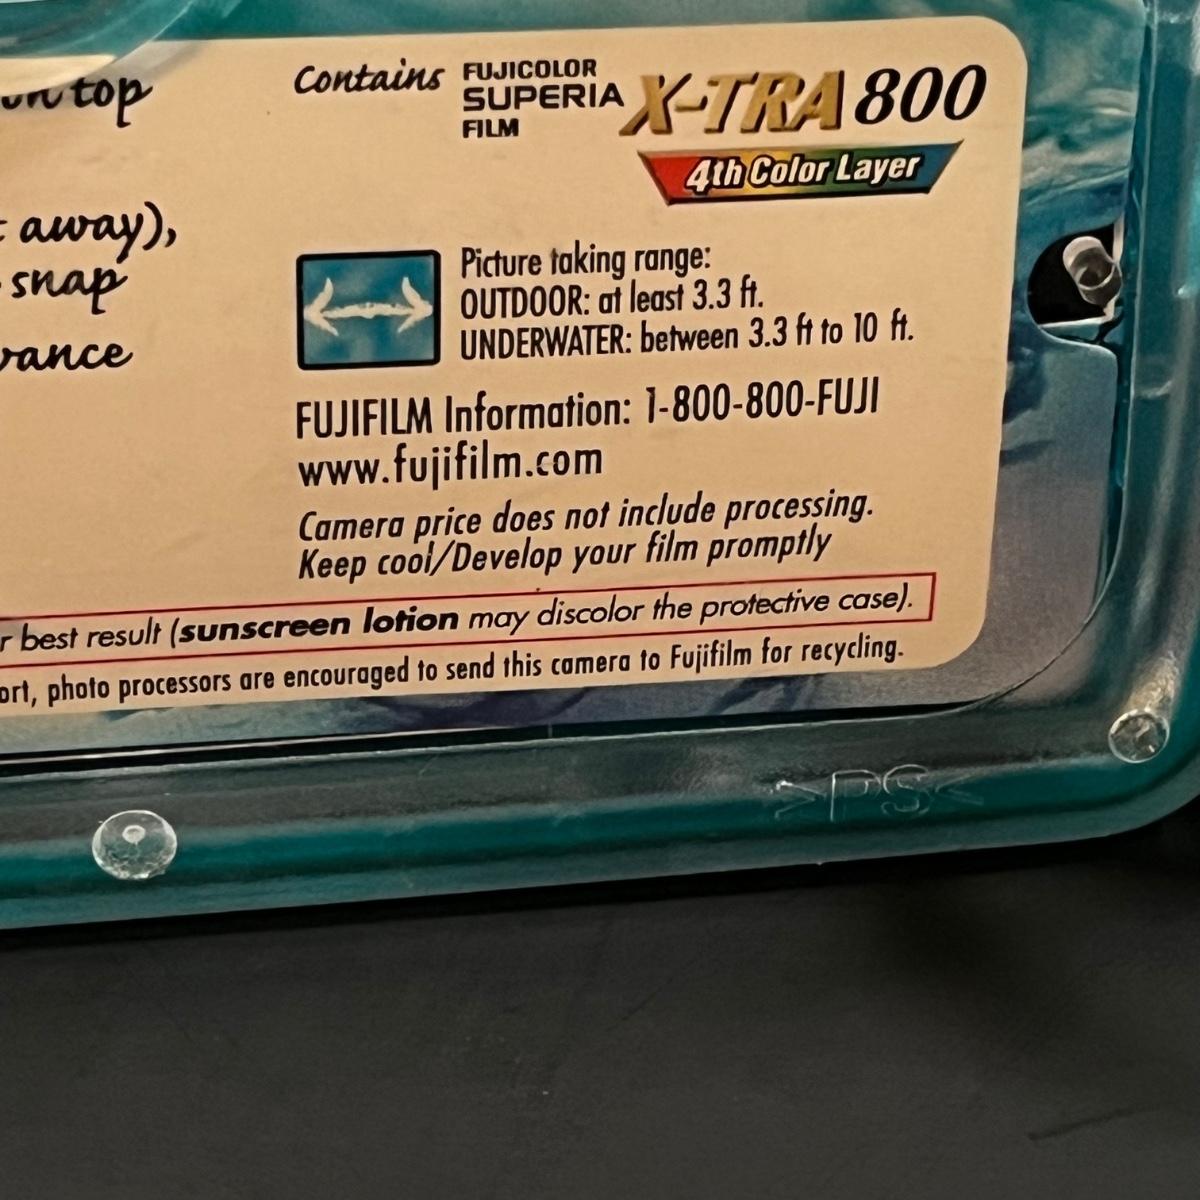 on top
away),
snap
vance
Contains FUJICOLOR SUPERIA FILM X-TRA 800
4th Color Layer
Picture taking range:
OUTDOOR: at least 3.3 ft.
UNDERWATER: between 3.3 ft to 10 ft.
FUJIFILM Information: 1-800-800-FUJI
www.fujifilm.com
Camera price does not include processing.
Keep cool/Develop your film promptly
r best result (sunscreen lotion may discolor the protective case).
ort, photo processors are encouraged to send this camera to Fujifilm for recycling.
>PS<